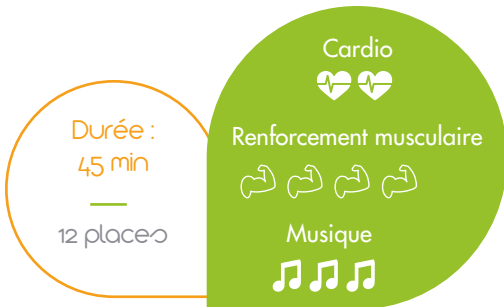 Durée :
45 min
12 places
Cardio
Renforcement musculaire
Musique